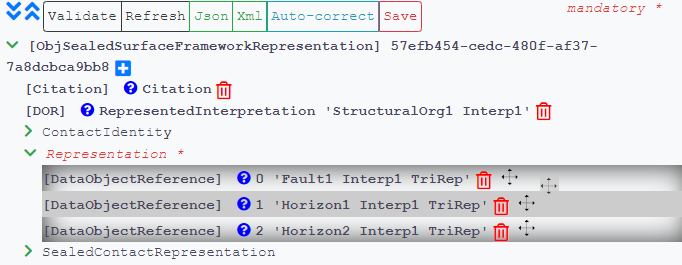 Validate Refresh Json Xml Auto-correct Save mandatory *
[ObjSealedSurfaceFrameworkRepresentation] 57efb454-cedc-480f-af37-
7a8dcbca9bb8
[Citation] Citation
[DOR] RepresentedInterpretation 'StructuralOrg1 Interp1'
ContactIdentity
Representation *
[DataObjectReference] 0 'Fault1 Interp1 TriRep'
[DataObjectReference] 1 'Horizon1 Interp1 TriRep'
[DataObjectReference] 2 'Horizon2 Interp1 TriRep'
SealedContactRepresentation